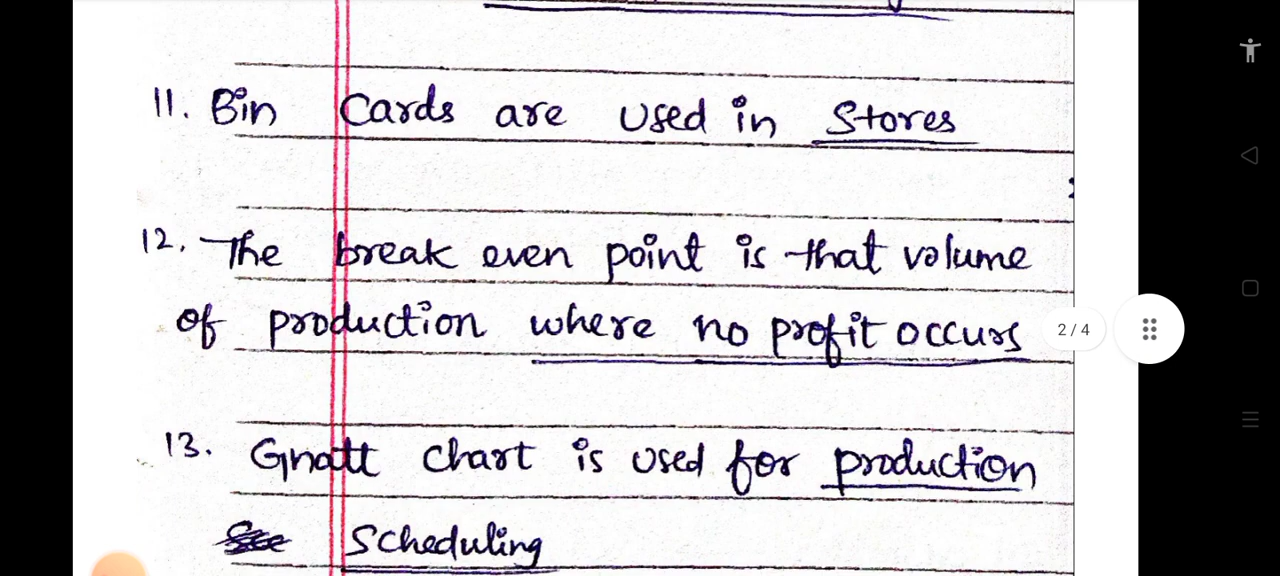 11. Bin Cards are used in Stores
12. The break even point is that volume
of production where no profit occurs
2 / 4
13. Gnatt chart is used for production
Scheduling